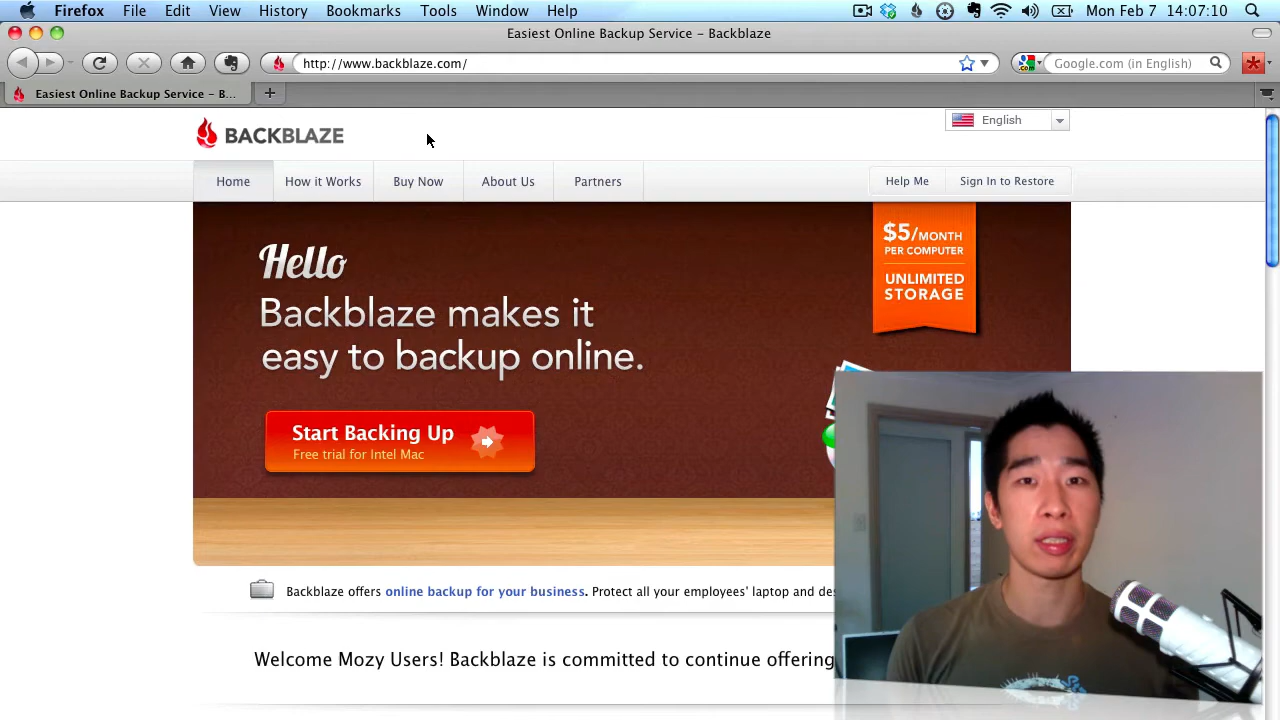 Firefox File Edit View History Bookmarks Tools Window Help Mon Feb 7 14:07:10
Easiest Online Backup Service - Backblaze
http://www.backblaze.com/ Google.com (in English)
Easiest Online Backup Service - B...
BACKBLAZE
English
Home How it Works Buy Now About Us Partners Help Me Sign In to Restore
Hello
Backblaze makes it
easy to backup online.
$5/MONTH
PER COMPUTER
UNLIMITED
STORAGE
Start Backing Up
Free trial for Intel Mac
Backblaze offers online backup for your business. Protect all your employees' laptop and des
Welcome Mozy Users! Backblaze is committed to continue offering